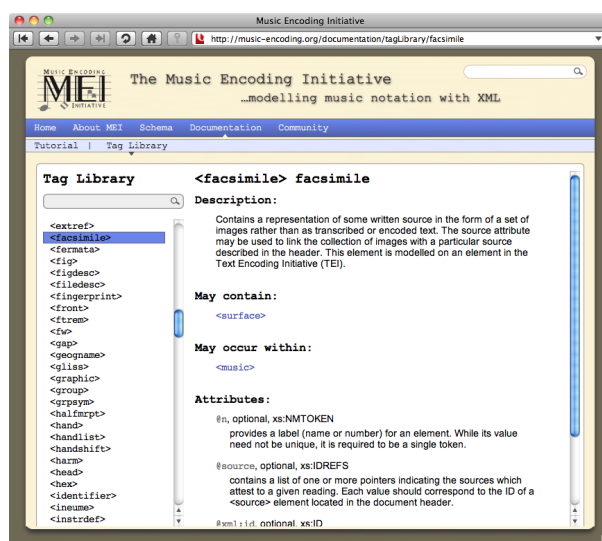 Music Encoding Initiative
http://music-encoding.org/documentation/tagLibrary/facsimile
MUSIC ENCODING
MEI
INITIATIVE
The Music Encoding Initiative
…modelling music notation with XML
Home About MEI Schema Documentation Community
Tutorial | Tag Library
Tag Library
<extref>
<facsimile>
<fermata>
<fig>
<figdesc>
<filedesc>
<fingerprint>
<front>
<ftrem>
<fw>
<gap>
<geogname>
<gliss>
<graphic>
<group>
<grpsym>
<halfmrpt>
<hand>
<handlist>
<handshift>
<harm>
<head>
<hex>
<identifier>
<ineume>
<instrdef>
<facsimile> facsimile
Description:
Contains a representation of some written source in the form of a set of
images rather than as transcribed or encoded text. The source attribute
may be used to link the collection of images with a particular source
described in the header. This element is modelled on an element in the
Text Encoding Initiative (TEI).
May contain:
<surface>
May occur within:
<music>
Attributes:
@n, optional, xs:NMTOKEN
provides a label (name or number) for an element. While its value
need not be unique, it is required to be a single token.
@source, optional, xs:IDREFS
contains a list of one or more pointers indicating the sources which
attest to a given reading. Each value should correspond to the ID of a
<source> element located in the document header.
@xml:id, optional, xs:ID